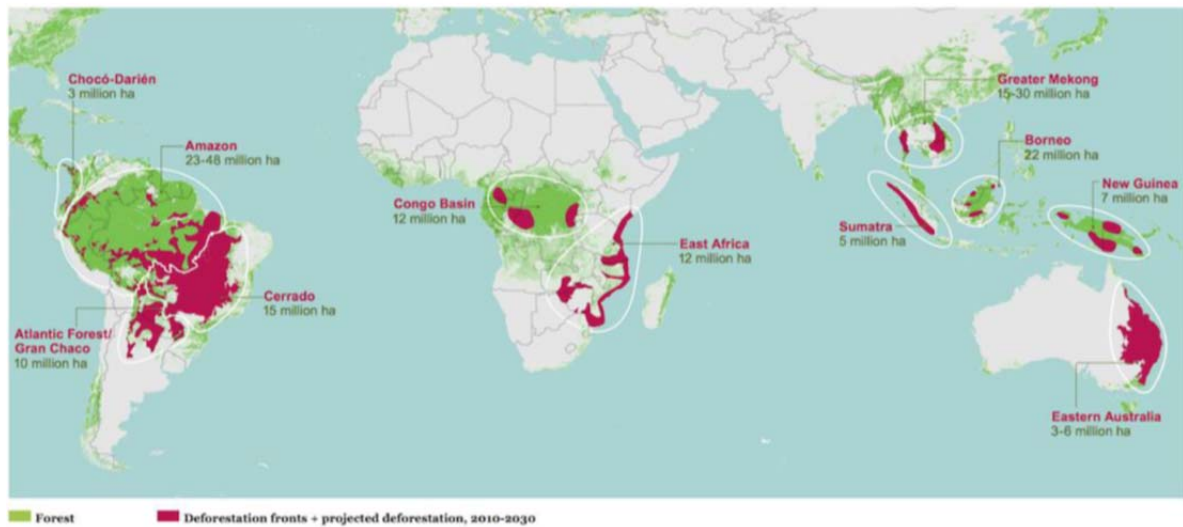 Chocó-Darién
3 million ha
Amazon
23-48 million ha
Cerrado
15 million ha
Atlantic Forest/
Gran Chaco
10 million ha
Congo Basin
12 million ha
East Africa
12 million ha
Greater Mekong
15-30 million ha
Borneo
22 million ha
New Guinea
7 million ha
Sumatra
5 million ha
Eastern Australia
3-6 million ha
Forest
Deforestation fronts + projected deforestation, 2010-2030